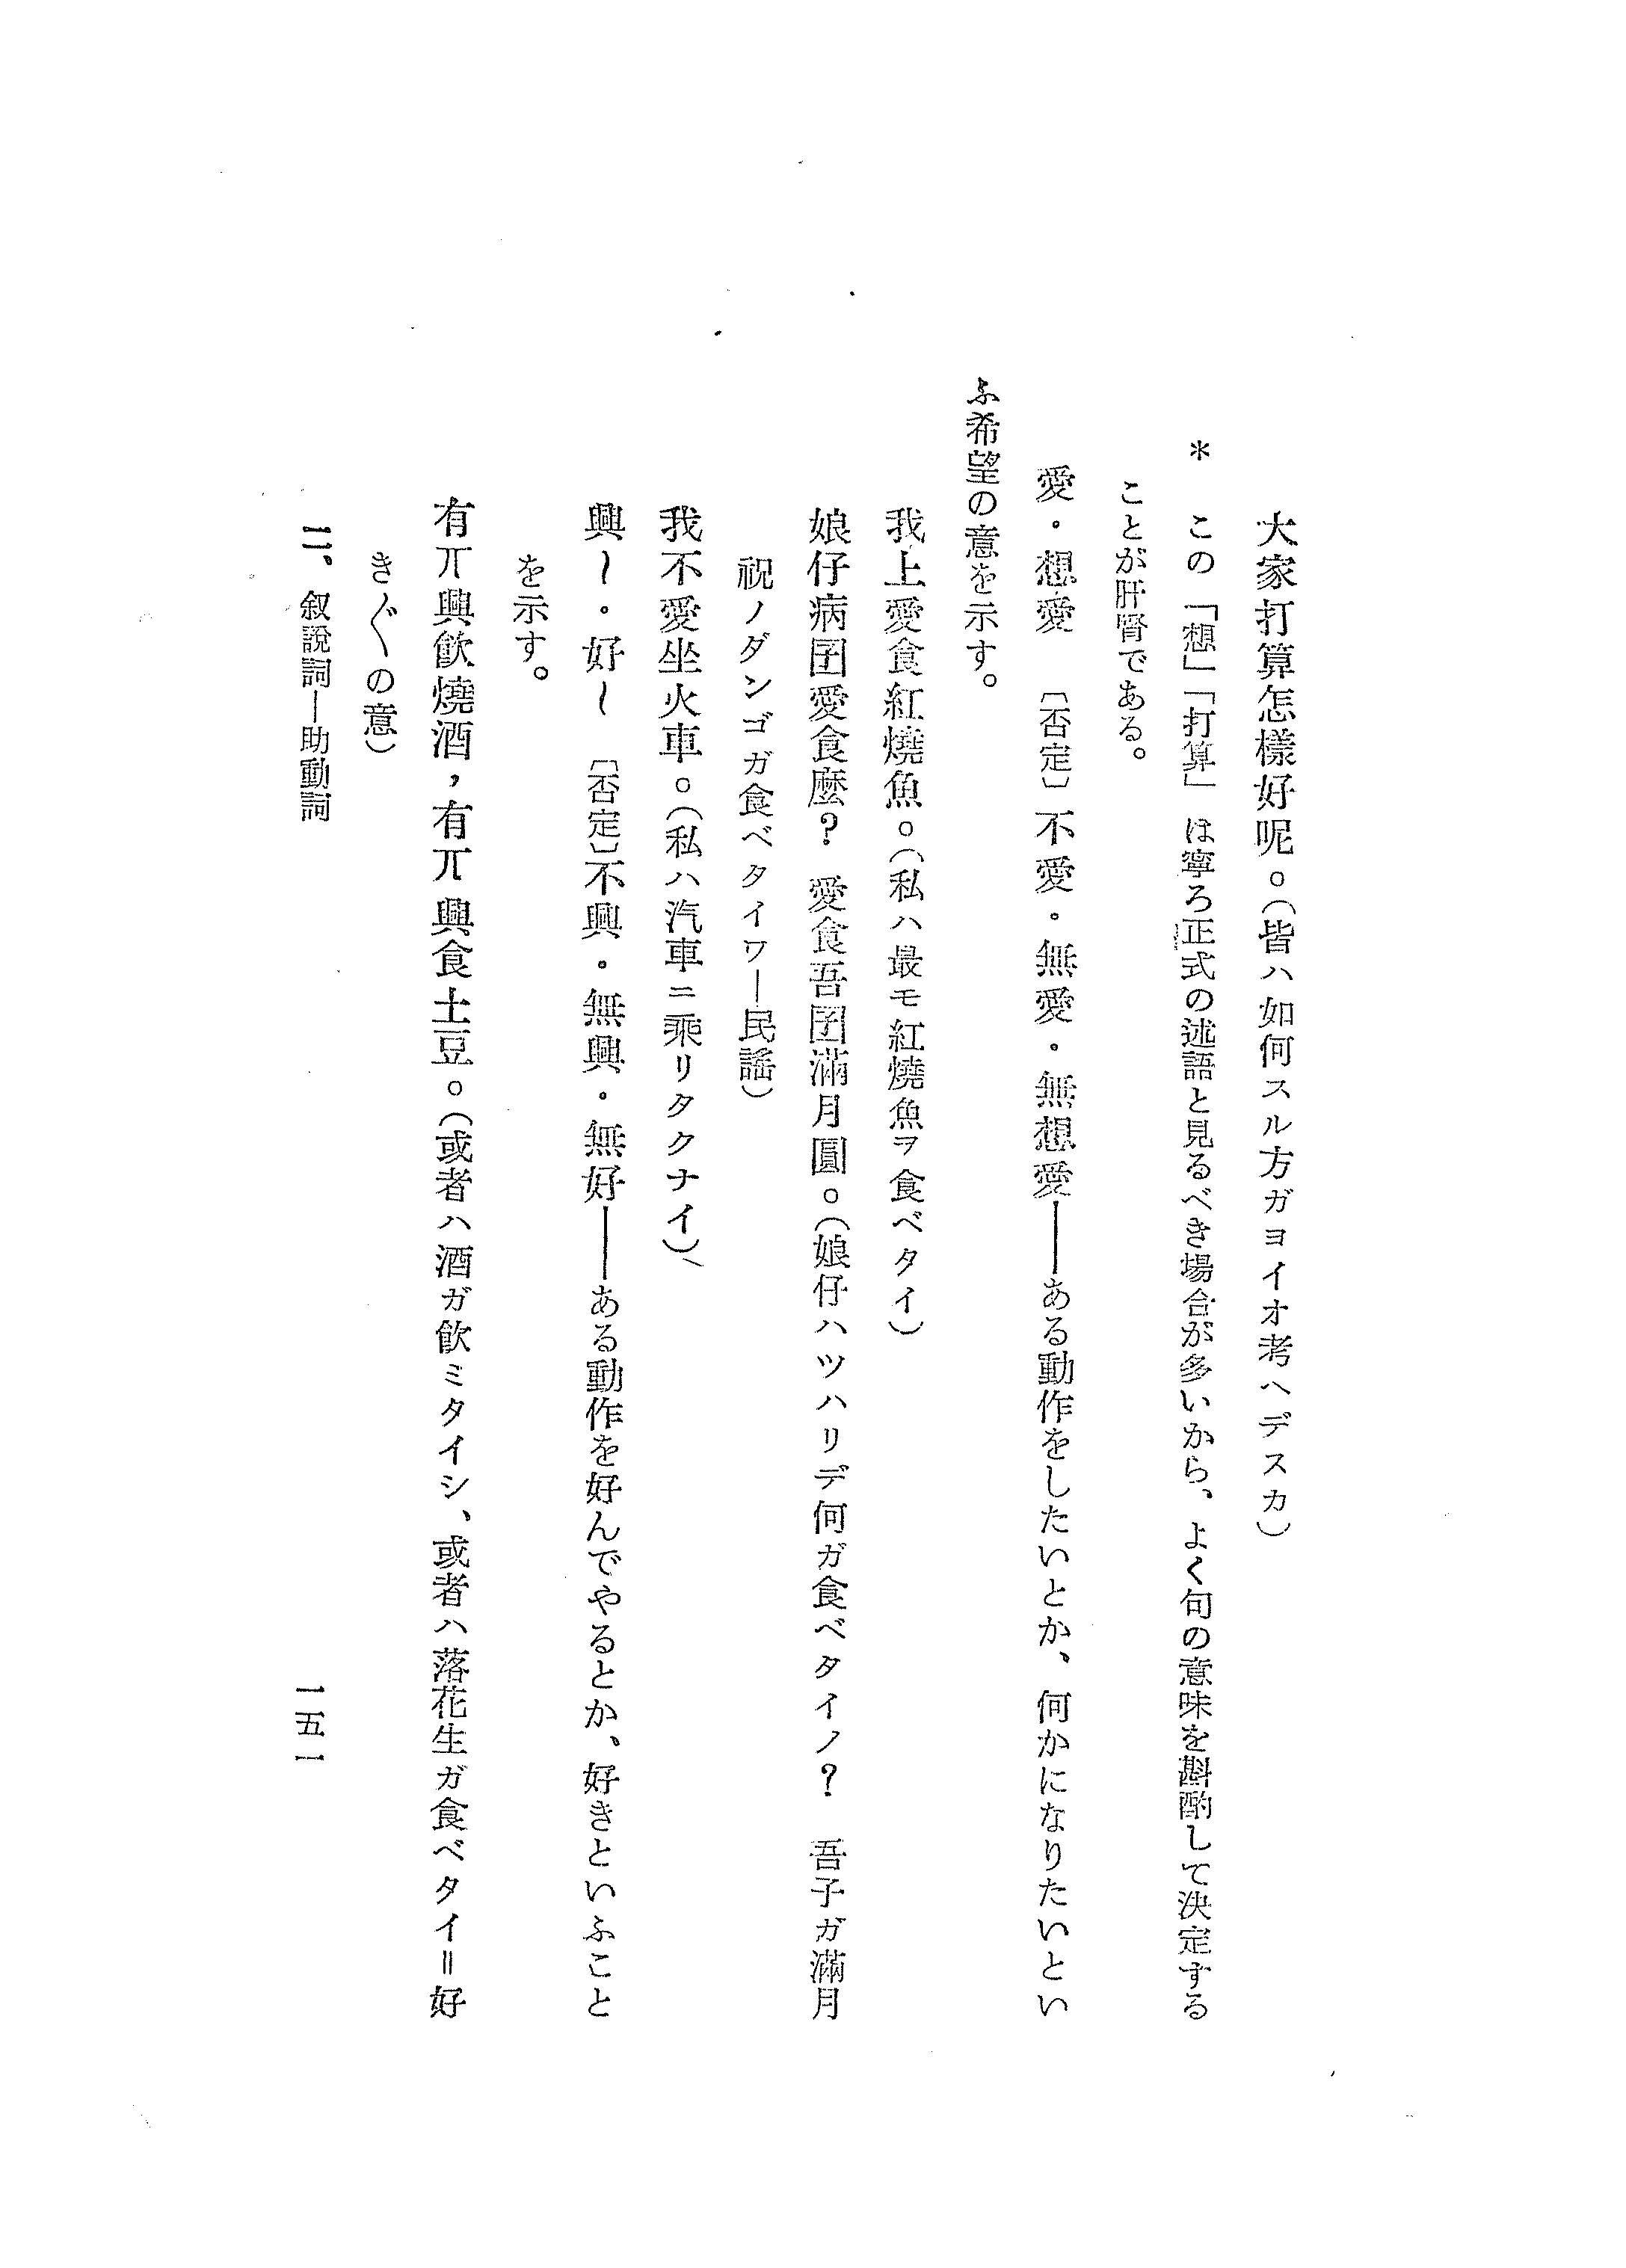 大家打算怎樣好呢。(皆ハ如何スル方ガヨイオ考ヘデスカ)
＊ この「想」「打算」は寧ろ正式の述語と見るべき場合が多いから、よく句の意味を斟酌して決定する
ことが肝腎である。
愛・想愛 〔否定〕不愛・無愛・無想愛――ある動作をしたいとか、何かになりたいとい
ふ希望の意を示す。
我上愛食紅燒魚。(私ハ最モ紅燒魚ヲ食ベタイ)
娘仔病囝愛食麼? 愛食吾囝滿月圓。(娘仔ハツハリデ何ガ食ベタイノ? 吾子ガ滿月
祝ノダンゴガ食ベタイワ―民謠)
我不愛坐火車。(私ハ汽車ニ乘リタクナイ)
興～・好～ 〔否定〕不興・無興・無好――ある動作を好んでやるとか、好きといふこと
を示す。
有丌興飮燒酒,有丌興食土豆。(或者ハ酒ガ飮ミタイシ、或者ハ落花生ガ食ベタイ＝好
き〴〵の意)
二、叙說詞―助動詞
一五一